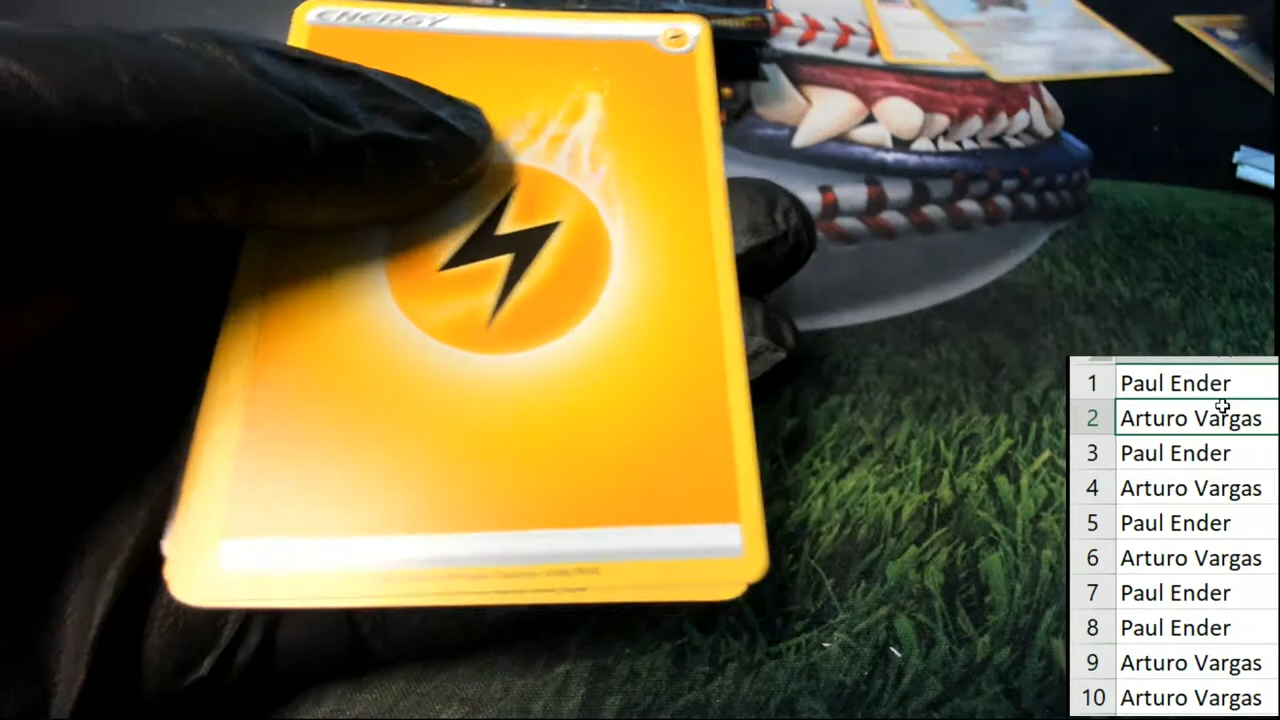 ENERGY
1 Paul Ender
2 Arturo Vargas
3 Paul Ender
4 Arturo Vargas
5 Paul Ender
6 Arturo Vargas
7 Paul Ender
8 Paul Ender
9 Arturo Vargas
10 Arturo Vargas